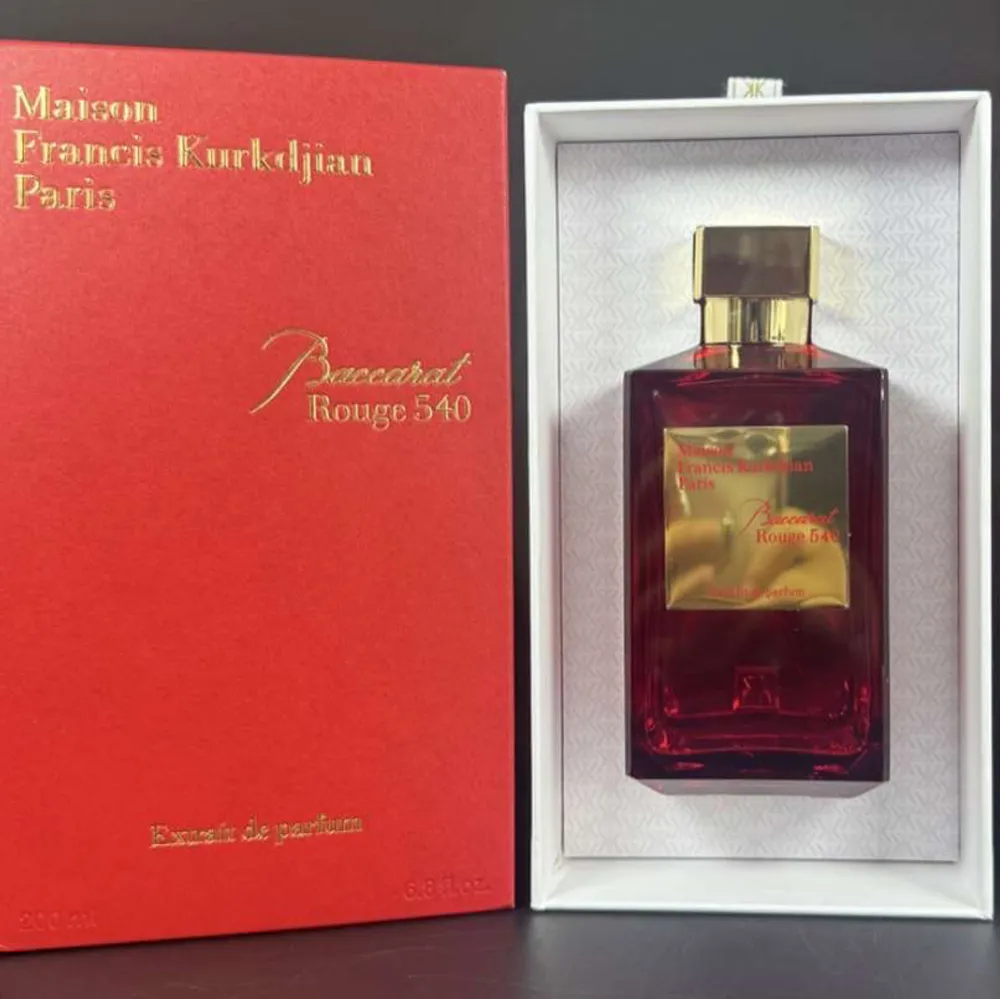 Maison
Francis Kurkdjian
Paris
Baccarat
Rouge 540
Extrait de parfum
200 ml
6.8 fl.oz.
Maison
Francis Kurkdjian
Paris
Baccarat
Rouge 540
parfum